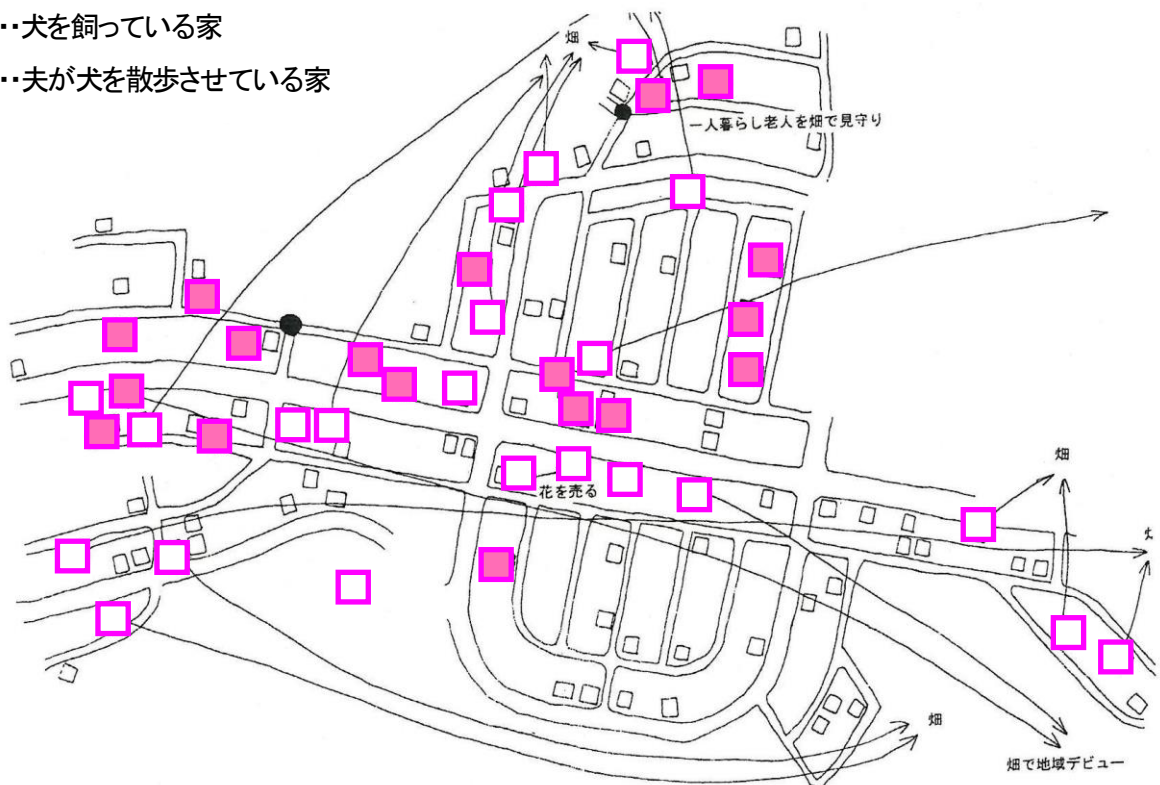 ‥犬を飼っている家
‥夫が犬を散歩させている家
畑
一人暮らし老人を畑で見守り
花を売る
畑
畑
畑で地域デビュー